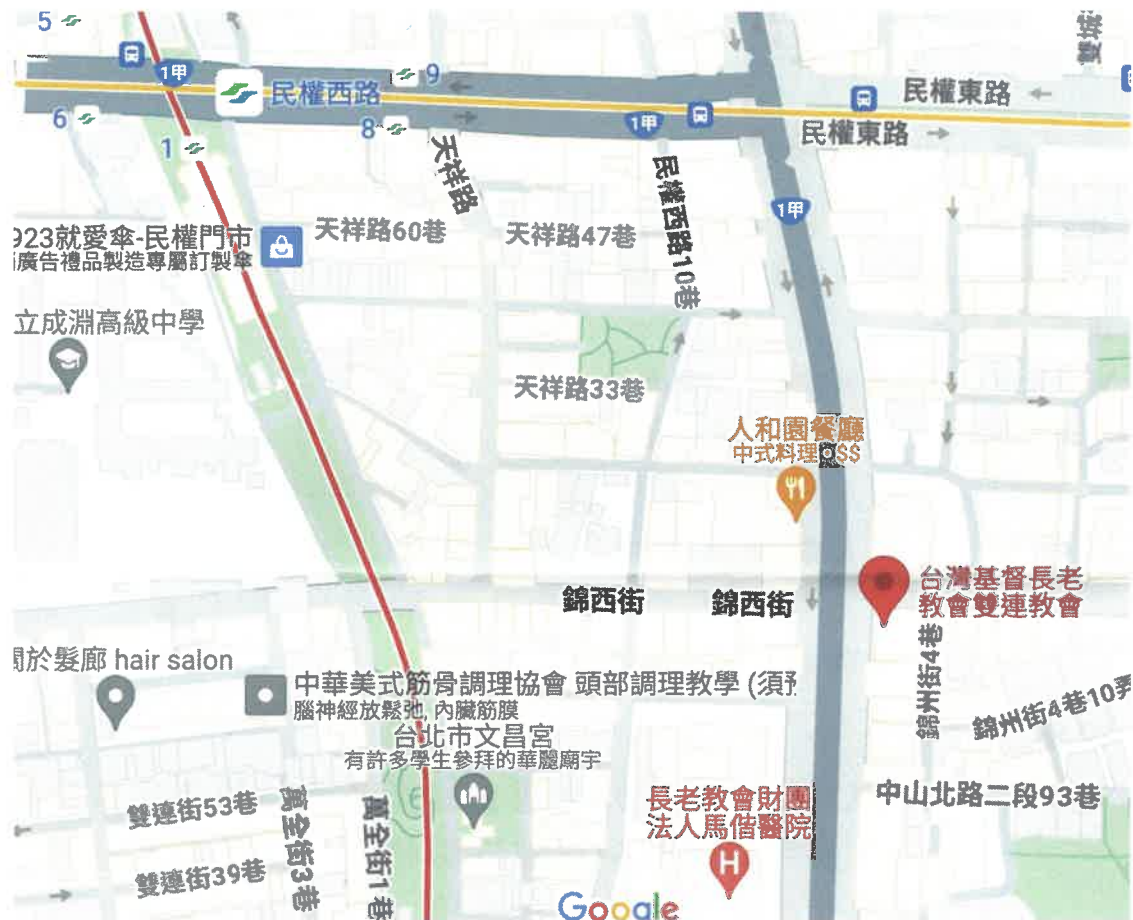 5
雙城
1甲
9
民權西路
民權東路
6
1甲
民權東路
1
8
天祥路
民權西路10巷
1甲
923就愛傘-民權門市
廣告禮品製造專屬訂製傘
天祥路60巷
天祥路47巷
立成淵高級中學
天祥路33巷
人和園餐廳
中式料理 $$
錦西街
錦西街
台灣基督長老
教會雙連教會
錦州街4巷
關於髮廊 hair salon
中華美式筋骨調理協會 頭部調理教學 (須預
腦神經放鬆弛, 內臟筋膜
錦州街4巷10弄
台北市文昌宮
有許多學生參拜的華麗廟宇
雙連街53巷
萬全街3巷
萬全街1巷
長老教會財團
法人馬偕醫院
H
中山北路二段93巷
雙連街39巷
Google